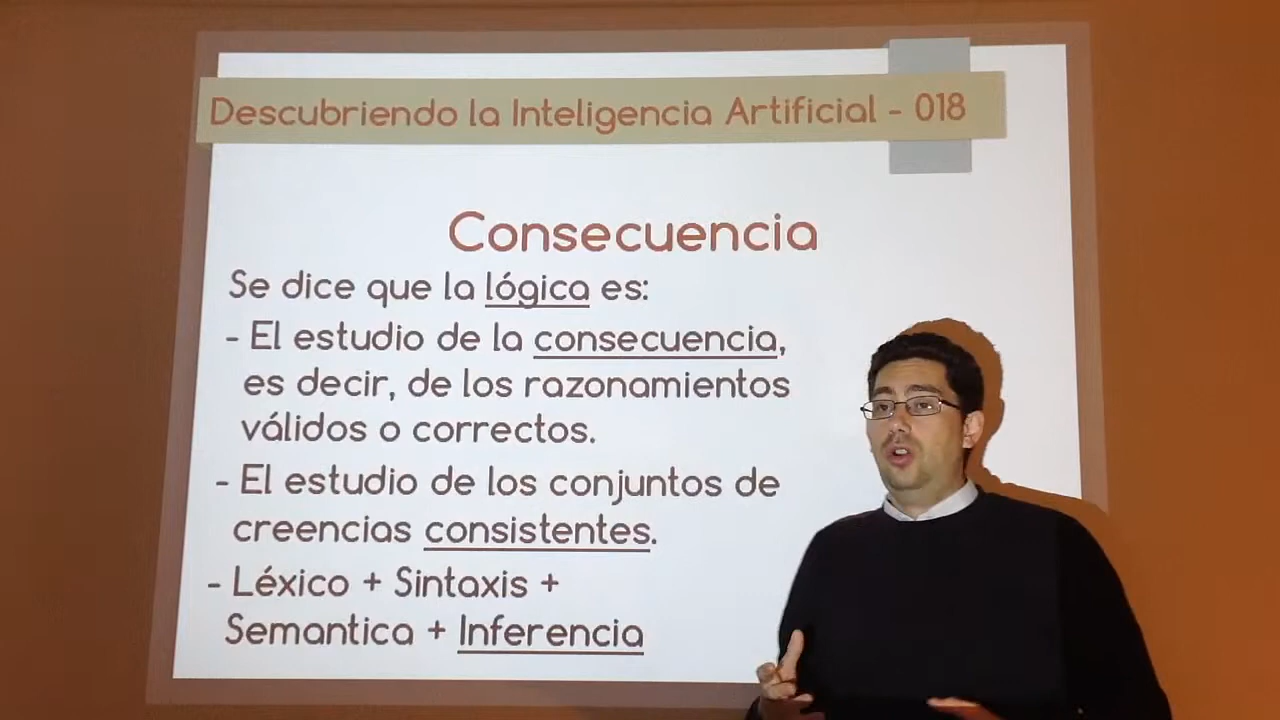 Descubriendo la Inteligencia Artificial - 018
Consecuencia
Se dice que la lógica es:
- El estudio de la consecuencia,
es decir, de los razonamientos
válidos o correctos.
- El estudio de los conjuntos de
creencias consistentes.
- Léxico + Sintaxis +
Semantica + Inferencia